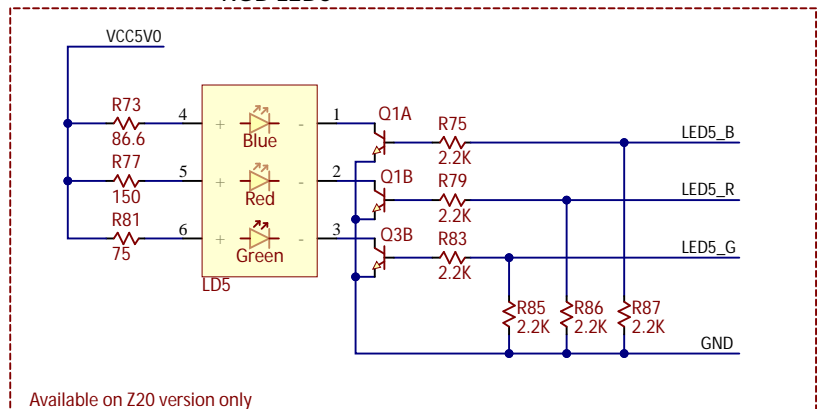 VCC5V0
R73 4 1 Q1A R75
86.6 + Blue - 2.2K LED5_B
R77 5 2 Q1B R79
150 + Red - 2.2K LED5_R
R81 6 3 Q3B R83
75 + Green - 2.2K LED5_G
LD5
R85 R86 R87
2.2K 2.2K 2.2K
GND
Available on Z20 version only